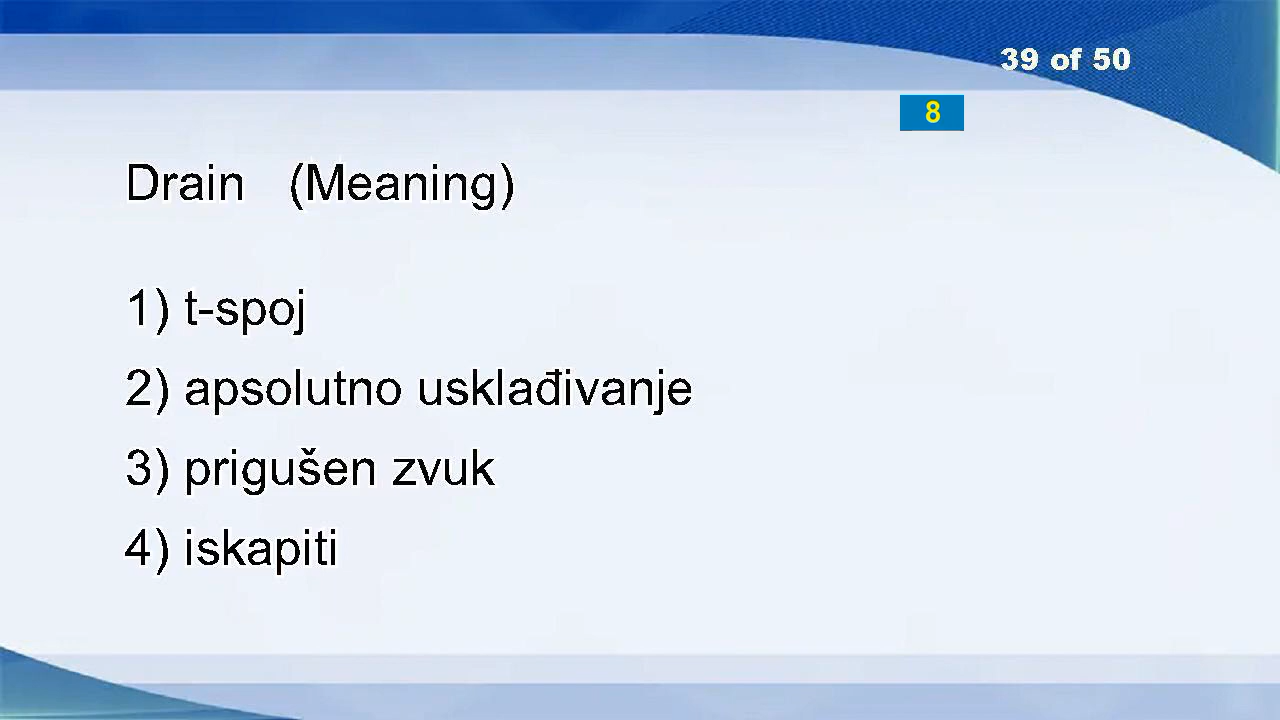 39 of 50
8
Drain (Meaning)
1) t-spoj
2) apsolutno usklađivanje
3) prigušen zvuk
4) iskapiti